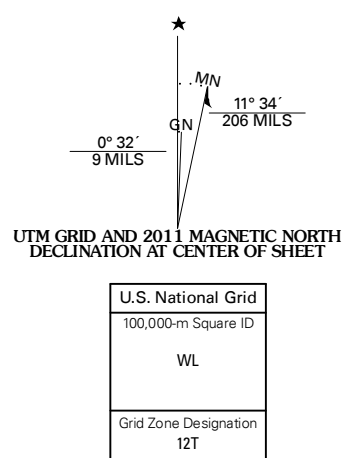 ★
MN
11° 34´
206 MILS
GN
0° 32´
9 MILS
UTM GRID AND 2011 MAGNETIC NORTH
DECLINATION AT CENTER OF SHEET
U.S. National Grid
100,000-m Square ID
WL
Grid Zone Designation
12T